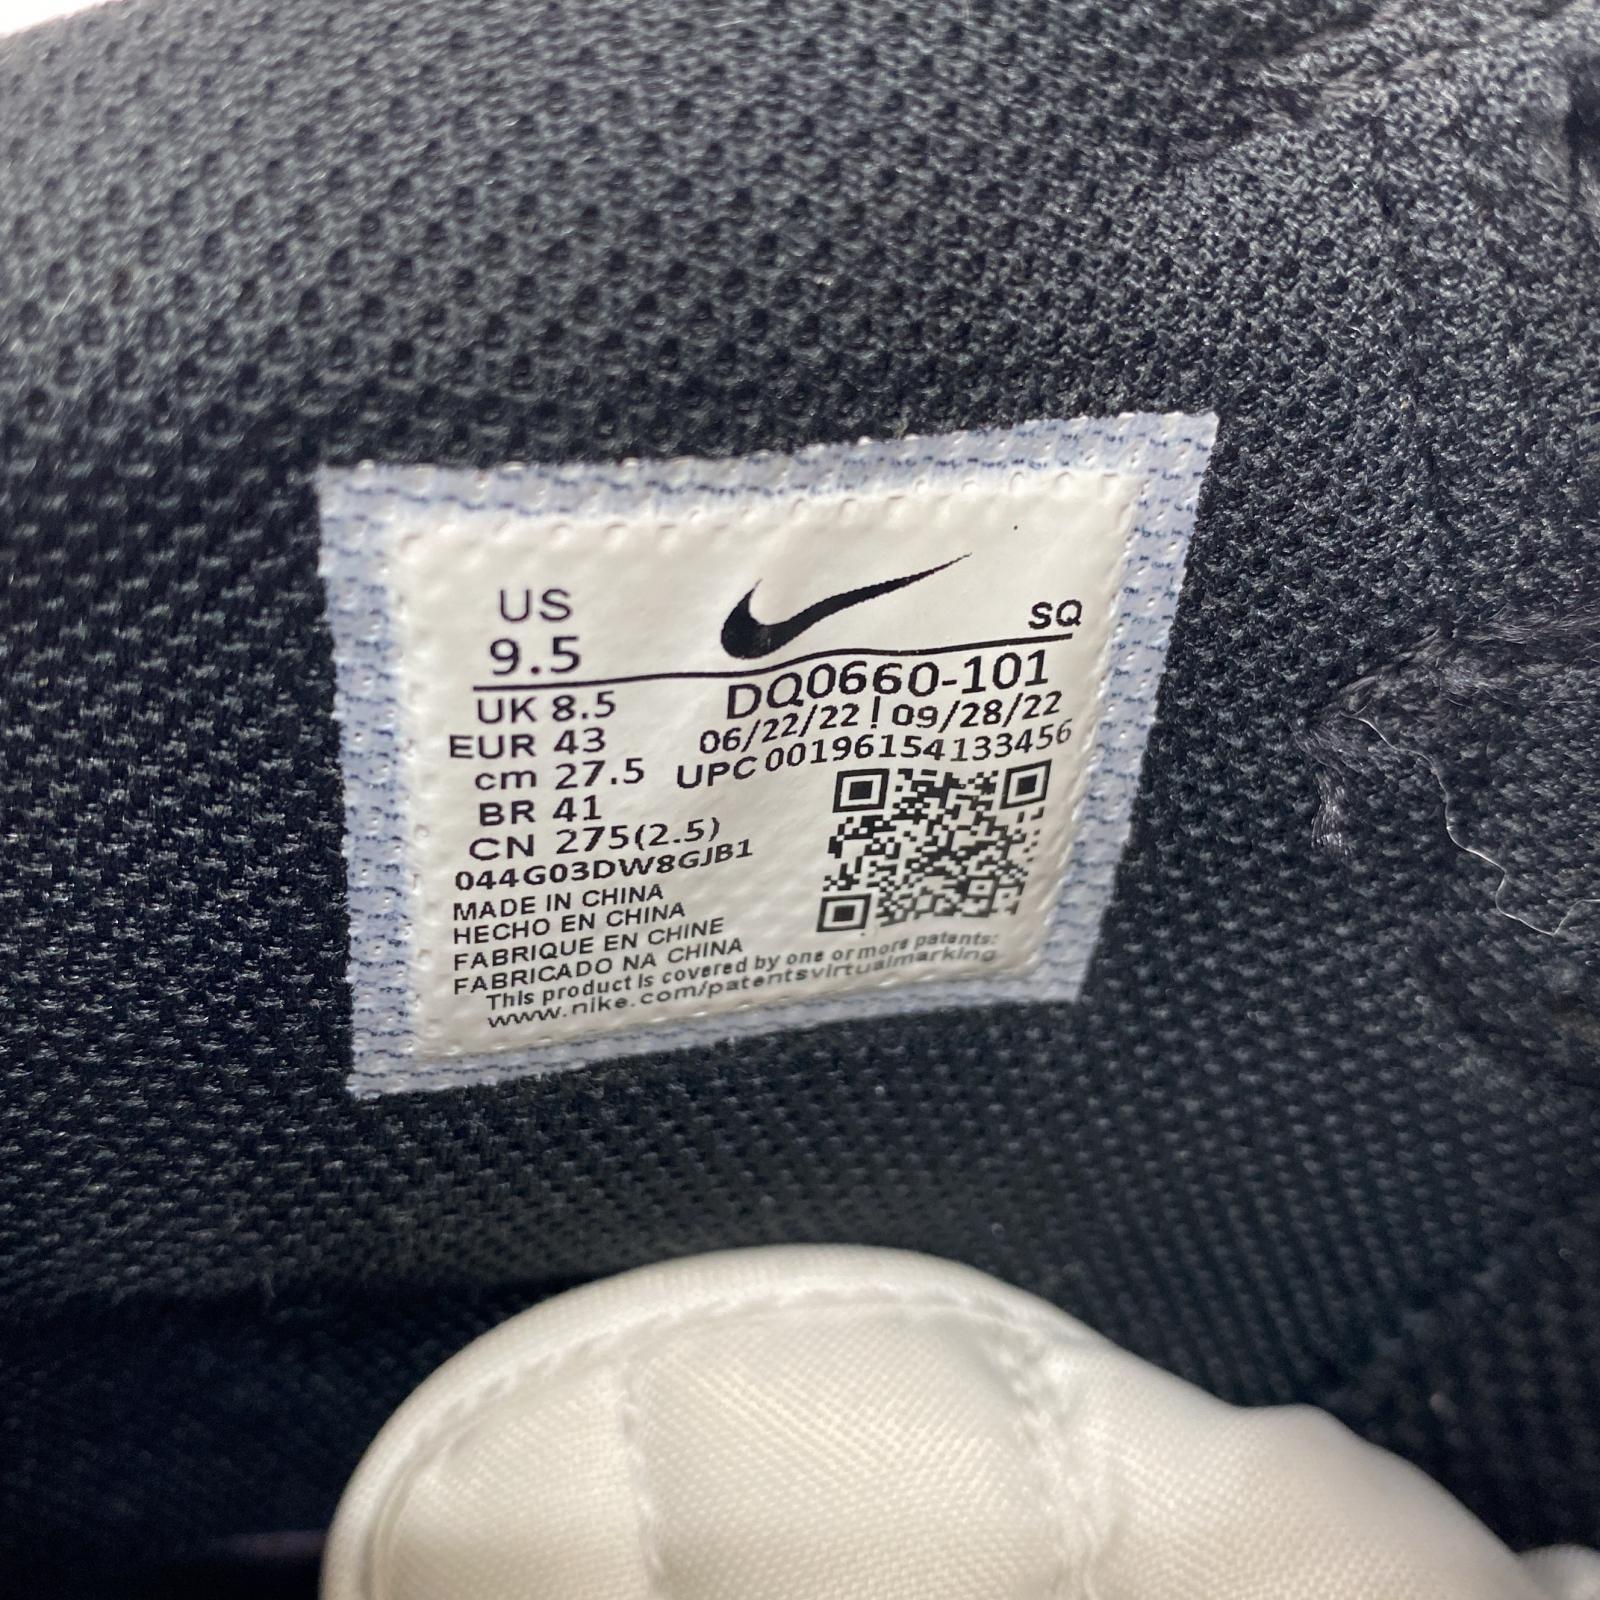 US
9.5
SQ
UK 8.5
DQ0660-101
EUR 43
06/22/22 ! 09/28/22
cm 27.5
UPC 00196154133456
BR 41
CN 275(2.5)
044G03DW8GJB1
MADE IN CHINA
HECHO EN CHINA
FABRIQUE EN CHINE
FABRICADO NA CHINA
This product is covered by one or more patents:
www.nike.com/patentsvirtualmarking